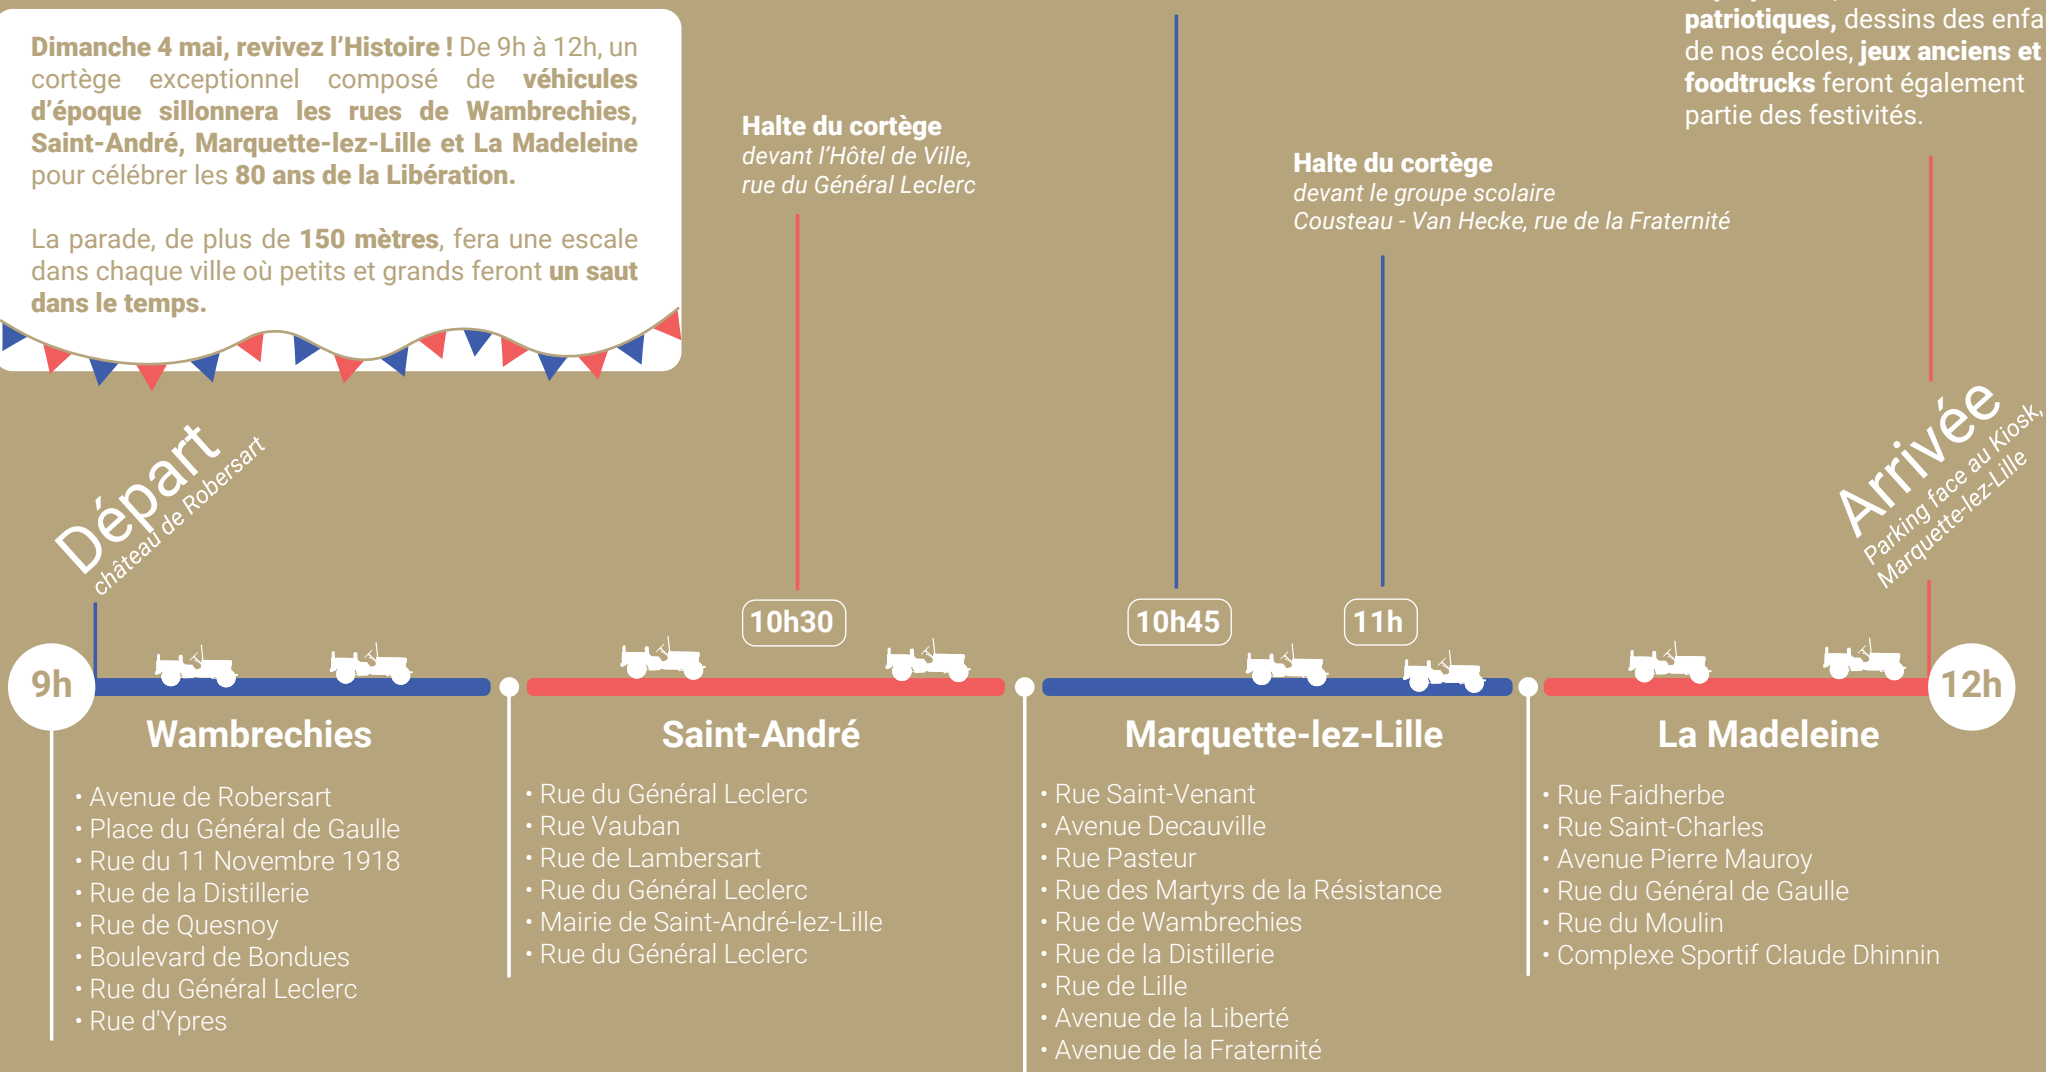 Dimanche 4 mai, revivez l'Histoire ! De 9h à 12h, un
cortège exceptionnel composé de véhicules
d'époque sillonnera les rues de Wambrechies,
Saint-André, Marquette-lez-Lille et La Madeleine
pour célébrer les 80 ans de la Libération.
La parade, de plus de 150 mètres, fera une escale
dans chaque ville où petits et grands feront un saut
dans le temps.
Halte du cortège
devant l'Hôtel de Ville,
rue du Général Leclerc
Halte du cortège
devant le groupe scolaire
Cousteau - Van Hecke, rue de la Fraternité
patriotiques, dessins des enfa
de nos écoles, jeux anciens et
foodtrucks feront également
partie des festivités.
Départ
château de Robersart
Arrivée
Parking face au Kiosk,
Marquette-lez-Lille
10h30
10h45
11h
9h
12h
Wambrechies
• Avenue de Robersart
• Place du Général de Gaulle
• Rue du 11 Novembre 1918
• Rue de la Distillerie
• Rue de Quesnoy
• Boulevard de Bondues
• Rue du Général Leclerc
• Rue d'Ypres
Saint-André
• Rue du Général Leclerc
• Rue Vauban
• Rue de Lambersart
• Rue du Général Leclerc
• Mairie de Saint-André-lez-Lille
• Rue du Général Leclerc
Marquette-lez-Lille
• Rue Saint-Venant
• Avenue Decauville
• Rue Pasteur
• Rue des Martyrs de la Résistance
• Rue de Wambrechies
• Rue de la Distillerie
• Rue de Lille
• Avenue de la Liberté
• Avenue de la Fraternité
La Madeleine
• Rue Faidherbe
• Rue Saint-Charles
• Avenue Pierre Mauroy
• Rue du Général de Gaulle
• Rue du Moulin
• Complexe Sportif Claude Dhinnin